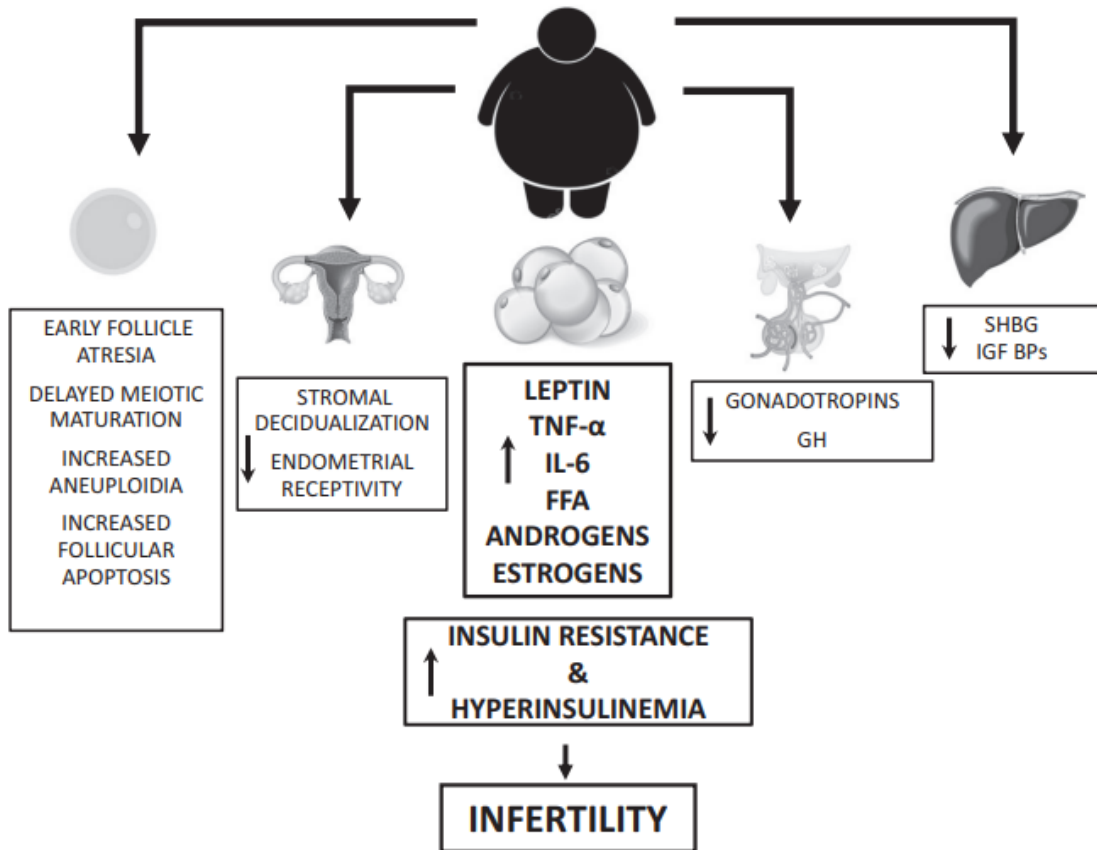 EARLY FOLLICLE
ATRESIA
DELAYED MEIOTIC
MATURATION
INCREASED
ANEUPLOIDIA
INCREASED
FOLLICULAR
APOPTOSIS
STROMAL
DECIDUALIZATION
ENDOMETRIAL
RECEPTIVITY
LEPTIN
TNF-α
IL-6
FFA
ANDROGENS
ESTROGENS
GONADOTROPINS
GH
SHBG
IGF BPs
INSULIN RESISTANCE
&
HYPERINSULINEMIA
INFERTILITY